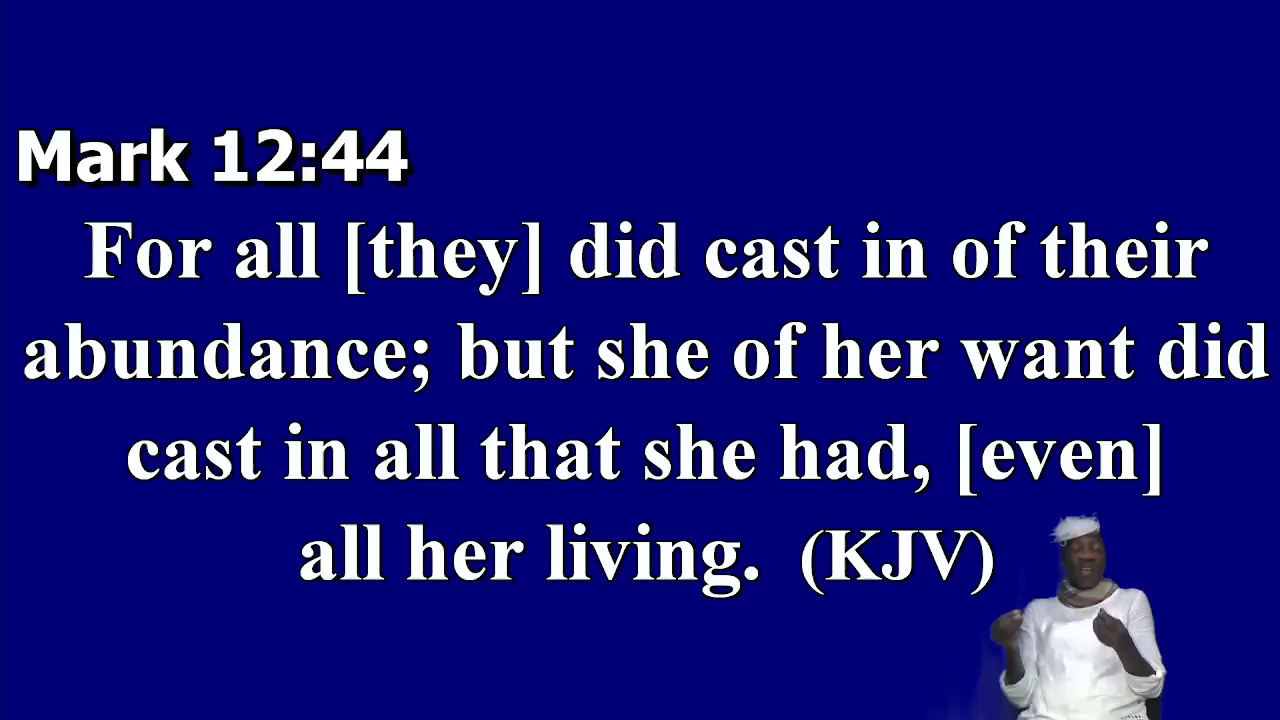 Mark 12:44
For all [they] did cast in of their
abundance; but she of her want did
cast in all that she had, [even]
all her living. (KJV)